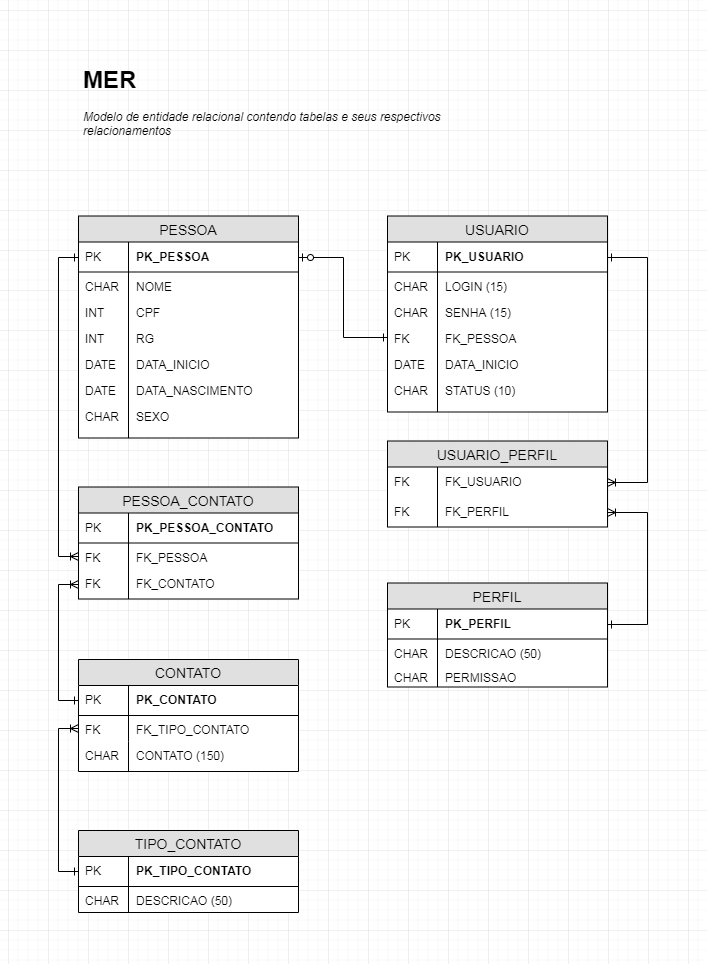 MER
Modelo de entidade relacional contendo tabelas e seus respectivos
relacionamentos
PESSOA
PK PK_PESSOA
CHAR NOME
INT CPF
INT RG
DATE DATA_INICIO
DATE DATA_NASCIMENTO
CHAR SEXO
USUARIO
PK PK_USUARIO
CHAR LOGIN (15)
CHAR SENHA (15)
FK FK_PESSOA
DATE DATA_INICIO
CHAR STATUS (10)
USUARIO_PERFIL
FK FK_USUARIO
FK FK_PERFIL
PESSOA_CONTATO
PK PK_PESSOA_CONTATO
FK FK_PESSOA
FK FK_CONTATO
PERFIL
PK PK_PERFIL
CHAR DESCRICAO (50)
CHAR PERMISSAO
CONTATO
PK PK_CONTATO
FK FK_TIPO_CONTATO
CHAR CONTATO (150)
TIPO_CONTATO
PK PK_TIPO_CONTATO
CHAR DESCRICAO (50)